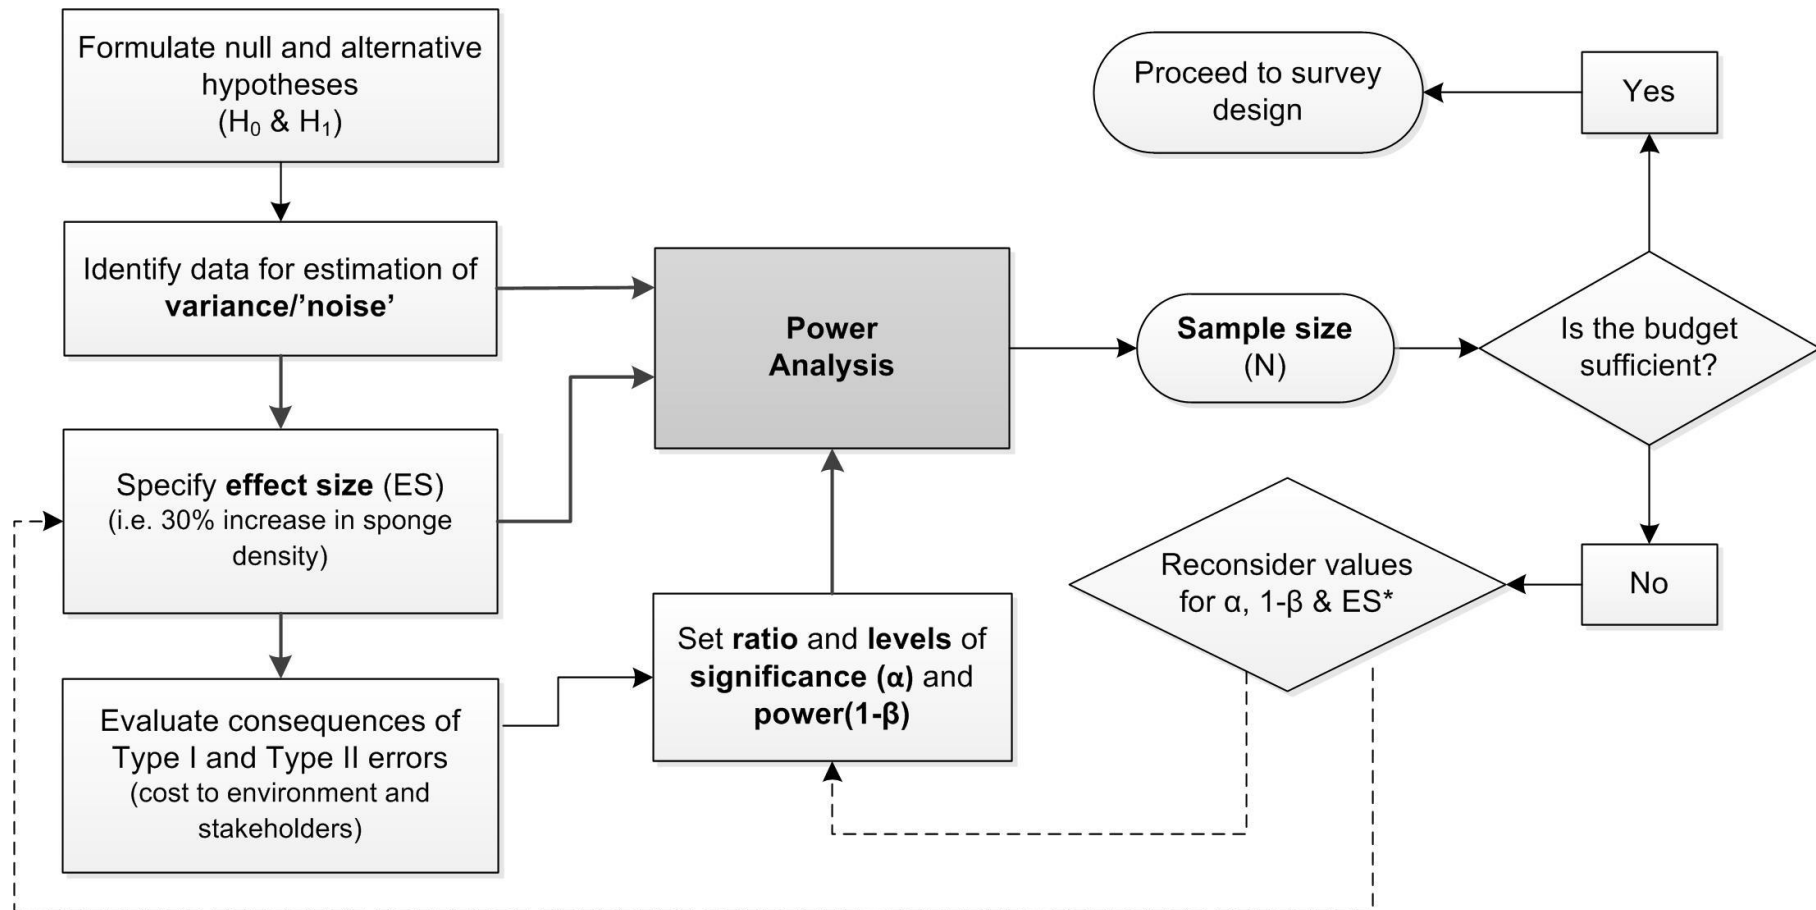 Formulate null and alternative
hypotheses
(H₀ & H₁)
Identify data for estimation of
variance/’noise’
Specify effect size (ES)
(i.e. 30% increase in sponge
density)
Evaluate consequences of
Type I and Type II errors
(cost to environment and
stakeholders)
Set ratio and levels of
significance (α) and
power(1-β)
Power
Analysis
Sample size
(N)
Is the budget
sufficient?
Yes
Proceed to survey
design
No
Reconsider values
for α, 1-β & ES*